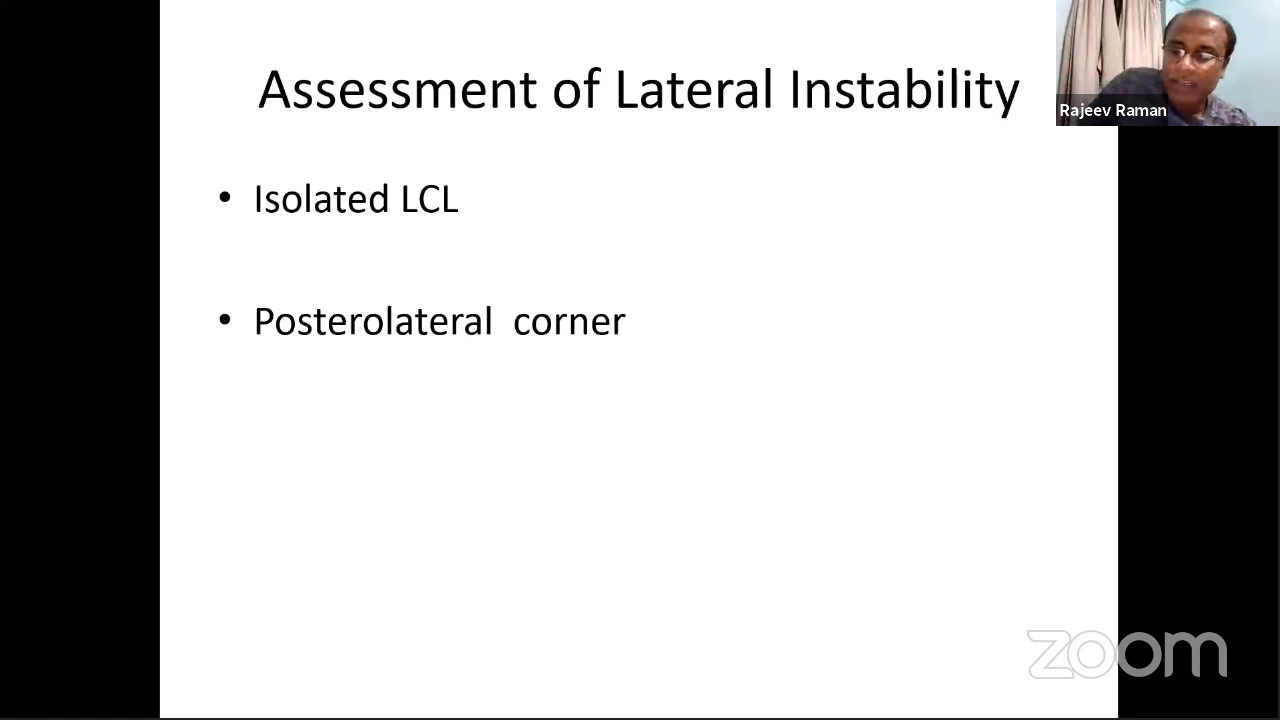 Assessment of Lateral Instability
Rajeev Raman
• Isolated LCL
• Posterolateral corner
zoom